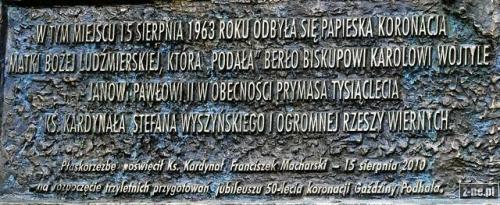 W TYM MIEJSCU 15 SIERPNIA 1963 ROKU ODBYŁA SIĘ PAPIESKA KORONACJA
MATKI BOŻEJ LUDŹMIERSKIEJ, KTÓRA "PODAŁA" BERŁO BISKUPOWI KAROLOWI WOJTYLE
JANOWI PAWŁOWI II W OBECNOŚCI PRYMASA TYSIĄCLECIA
KS. KARDYNAŁA STEFANA WYSZYŃSKIEGO I OGROMNEJ RZESZY WIERNYCH.
Płaskorzeźbę poświęcił Ks. Kardynał Franciszek Macharski - 15 sierpnia 2010
na rozpoczęcie trzyletnich przygotowań jubileuszu 50-lecia koronacji Gaździny Podhala.
z-ne.pl